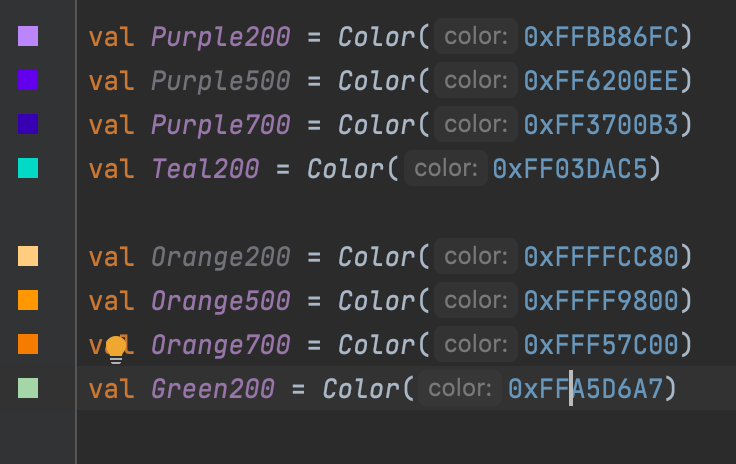 val Purple200 = Color(color: 0xFFBB86FC)
val Purple500 = Color(color: 0xFF6200EE)
val Purple700 = Color(color: 0xFF3700B3)
val Teal200 = Color(color: 0xFF03DAC5)
val Orange200 = Color(color: 0xFFFFCC80)
val Orange500 = Color(color: 0xFFFF9800)
val Orange700 = Color(color: 0xFFF57C00)
val Green200 = Color(color: 0xFFA5D6A7)